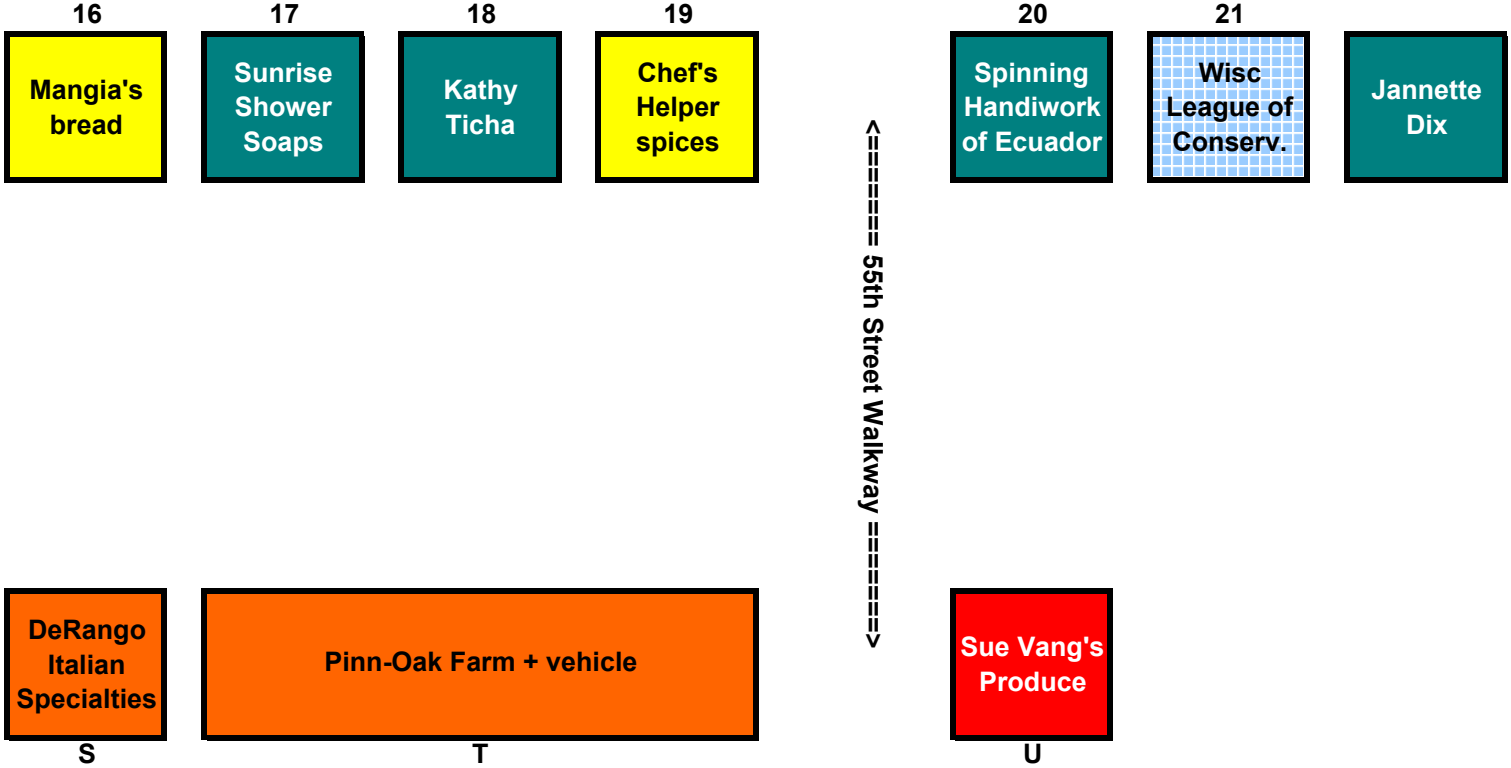 16
17
18
19
20
21
Mangia's
bread
Sunrise
Shower
Soaps
Kathy
Ticha
Chef's
Helper
spices
Spinning
Handiwork
of Ecuador
Wisc
League of
Conserv.
Jannette
Dix
<======== 55th Street Walkway ========>
DeRango
Italian
Specialties
Pinn-Oak Farm + vehicle
Sue Vang's
Produce
S
T
U